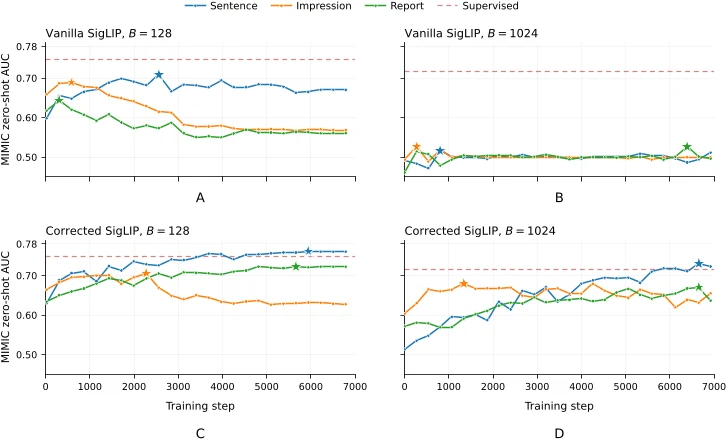 Sentence Impression Report Supervised
Vanilla SigLIP, B = 128
Vanilla SigLIP, B = 1024
MIMIC zero-shot AUC
0.78
0.70
0.60
0.50
A
B
Corrected SigLIP, B = 128
Corrected SigLIP, B = 1024
MIMIC zero-shot AUC
0.78
0.70
0.60
0.50
0 1000 2000 3000 4000 5000 6000 7000
0 1000 2000 3000 4000 5000 6000 7000
Training step
Training step
C
D